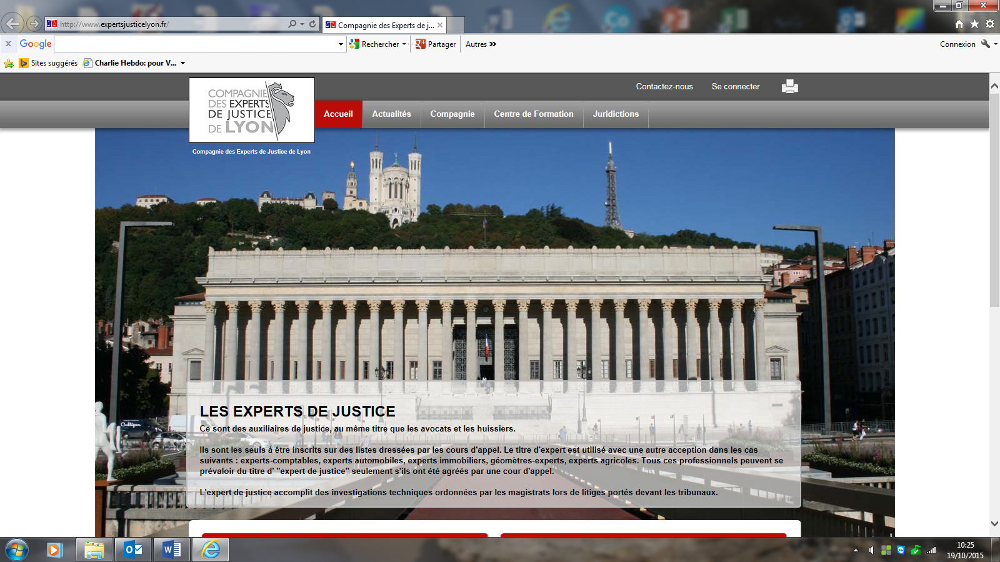 http://www.expertsjusticelyon.fr/
Compagnie des Experts de j...
x Google Rechercher Partager Autres Connexion
Sites suggérés Charlie Hebdo: pour V...
Contactez-nous Se connecter
COMPAGNIE
DES EXPERTS
DE JUSTICE
DE LYON
Accueil Actualités Compagnie Centre de Formation Juridictions
Compagnie des Experts de Justice de Lyon
Culligan
LES EXPERTS DE JUSTICE
Ce sont des auxiliaires de justice, au même titre que les avocats et les huissiers.
Ils sont les seuls à être inscrits sur des listes dressées par les cours d'appel. Le titre d'expert est utilisé avec une autre acception dans les cas
suivants : experts-comptables, experts automobiles, experts immobiliers, géomètres-experts, experts agricoles. Tous ces professionnels peuvent se
prévaloir du titre d' "expert de justice" seulement s'ils ont été agréés par une cour d'appel.
L'expert de justice accomplit des investigations techniques ordonnées par les magistrats lors de litiges portés devant les tribunaux.
10:25
19/10/2015